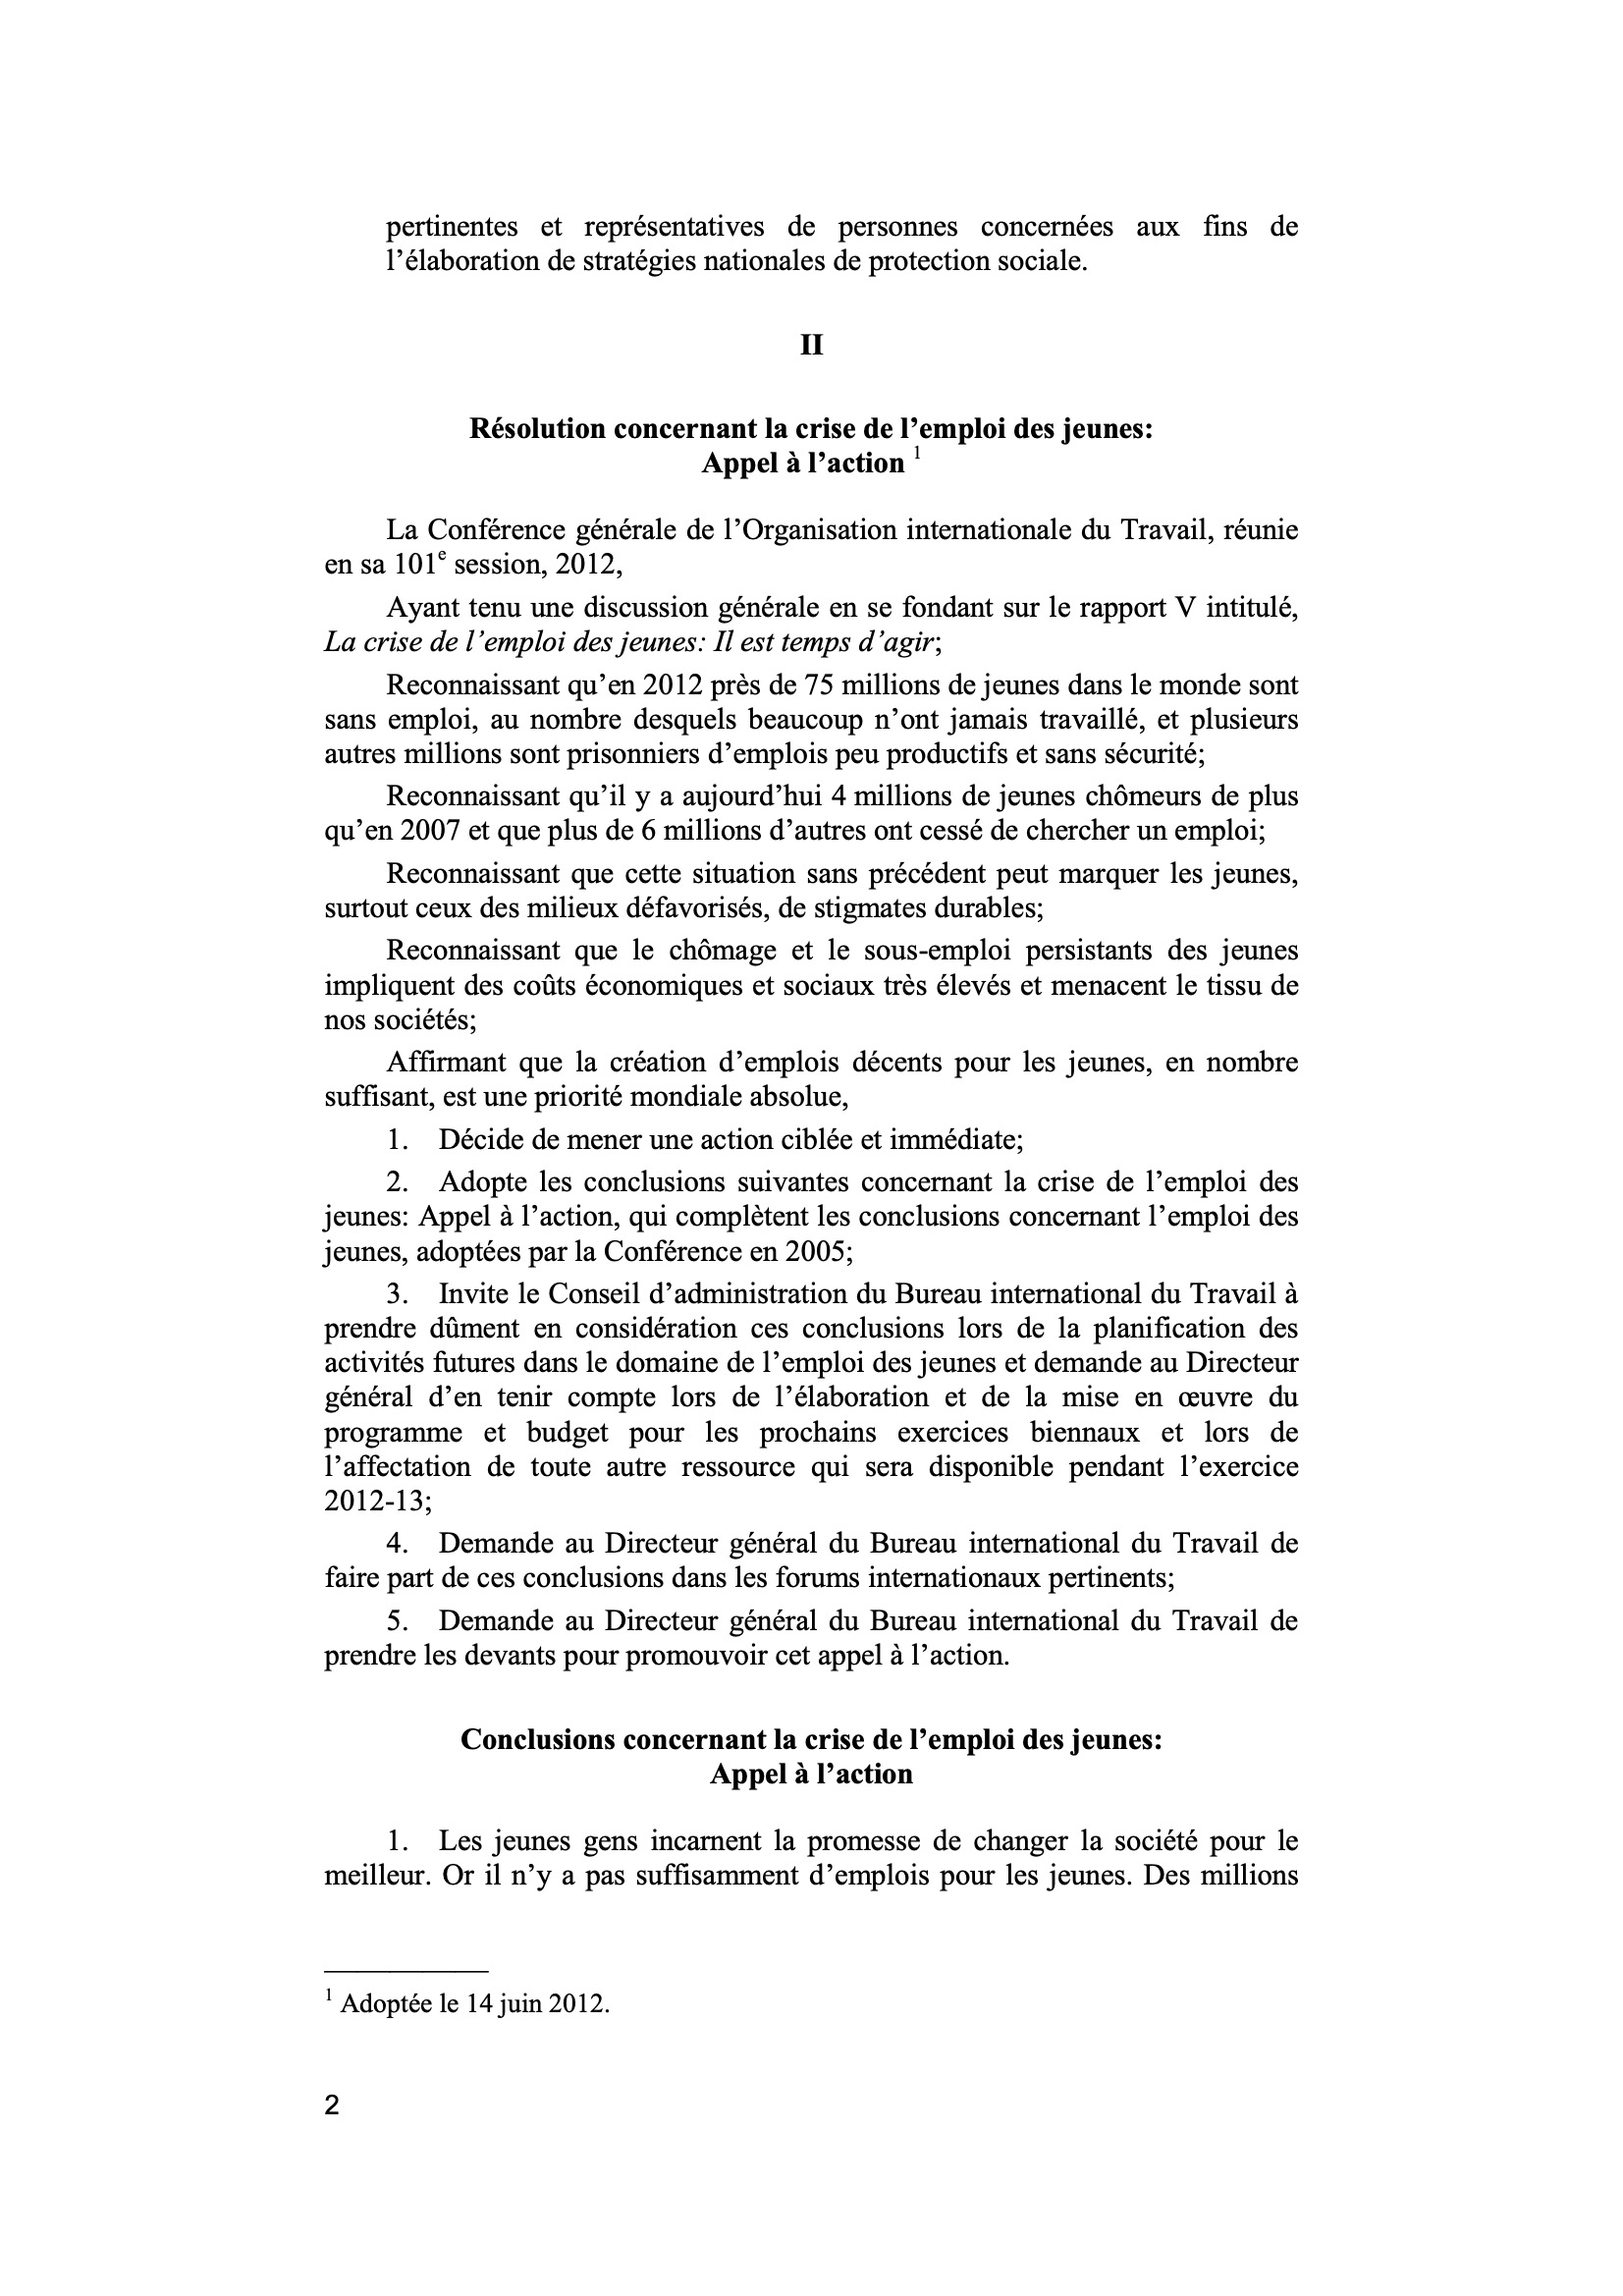 pertinentes et représentatives de personnes concernées aux fins de
l’élaboration de stratégies nationales de protection sociale.
II
Résolution concernant la crise de l’emploi des jeunes:
Appel à l’action 1
La Conférence générale de l’Organisation internationale du Travail, réunie
en sa 101e session, 2012,
Ayant tenu une discussion générale en se fondant sur le rapport V intitulé,
La crise de l’emploi des jeunes: Il est temps d’agir;
Reconnaissant qu’en 2012 près de 75 millions de jeunes dans le monde sont
sans emploi, au nombre desquels beaucoup n’ont jamais travaillé, et plusieurs
autres millions sont prisonniers d’emplois peu productifs et sans sécurité;
Reconnaissant qu’il y a aujourd’hui 4 millions de jeunes chômeurs de plus
qu’en 2007 et que plus de 6 millions d’autres ont cessé de chercher un emploi;
Reconnaissant que cette situation sans précédent peut marquer les jeunes,
surtout ceux des milieux défavorisés, de stigmates durables;
Reconnaissant que le chômage et le sous-emploi persistants des jeunes
impliquent des coûts économiques et sociaux très élevés et menacent le tissu de
nos sociétés;
Affirmant que la création d’emplois décents pour les jeunes, en nombre
suffisant, est une priorité mondiale absolue,
1. Décide de mener une action ciblée et immédiate;
2. Adopte les conclusions suivantes concernant la crise de l’emploi des
jeunes: Appel à l’action, qui complètent les conclusions concernant l’emploi des
jeunes, adoptées par la Conférence en 2005;
3. Invite le Conseil d’administration du Bureau international du Travail à
prendre dûment en considération ces conclusions lors de la planification des
activités futures dans le domaine de l’emploi des jeunes et demande au Directeur
général d’en tenir compte lors de l’élaboration et de la mise en œuvre du
programme et budget pour les prochains exercices biennaux et lors de
l’affectation de toute autre ressource qui sera disponible pendant l’exercice
2012-13;
4. Demande au Directeur général du Bureau international du Travail de
faire part de ces conclusions dans les forums internationaux pertinents;
5. Demande au Directeur général du Bureau international du Travail de
prendre les devants pour promouvoir cet appel à l’action.
Conclusions concernant la crise de l’emploi des jeunes:
Appel à l’action
1. Les jeunes gens incarnent la promesse de changer la société pour le
meilleur. Or il n’y a pas suffisamment d’emplois pour les jeunes. Des millions
1 Adoptée le 14 juin 2012.
2